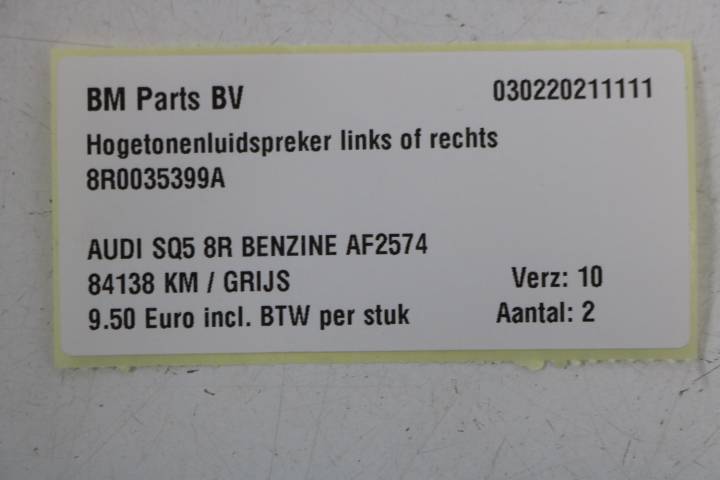 BM Parts BV 030220211111
Hogetonenluidspreker links of rechts
8R0035399A
AUDI SQ5 8R BENZINE AF2574
84138 KM / GRIJS Verz: 10
9.50 Euro incl. BTW per stuk Aantal: 2